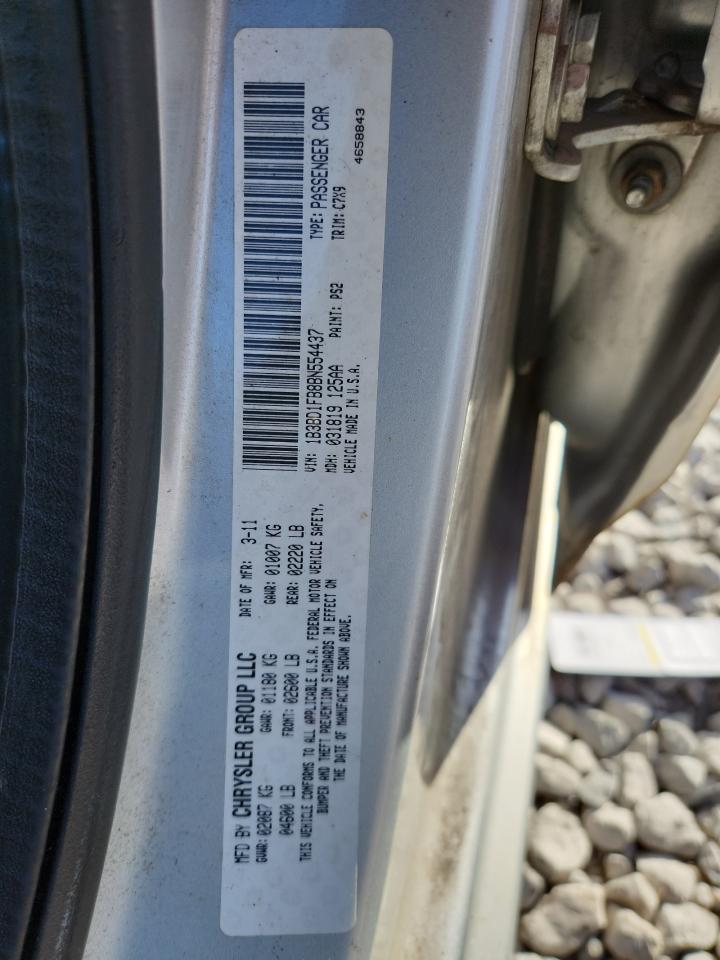 MFD BY CHRYSLER GROUP LLC DATE OF MFR: 3-11
GVWR: 02087 KG GAWR: 01180 KG GAWR: 01007 KG
04600 LB FRONT: 02600 LB REAR: 02220 LB
THIS VEHICLE CONFORMS TO ALL APPLICABLE U.S.A. FEDERAL MOTOR VEHICLE SAFETY,
BUMPER AND THEFT PREVENTION STANDARDS IN EFFECT ON
THE DATE OF MANUFACTURE SHOWN ABOVE.
VIN: 1B3BD1FB8BN554437 TYPE: PASSENGER CAR
MDH: 031819 125AA PAINT: PS2 TRIM: C7X9
VEHICLE MADE IN U.S.A.
4658843